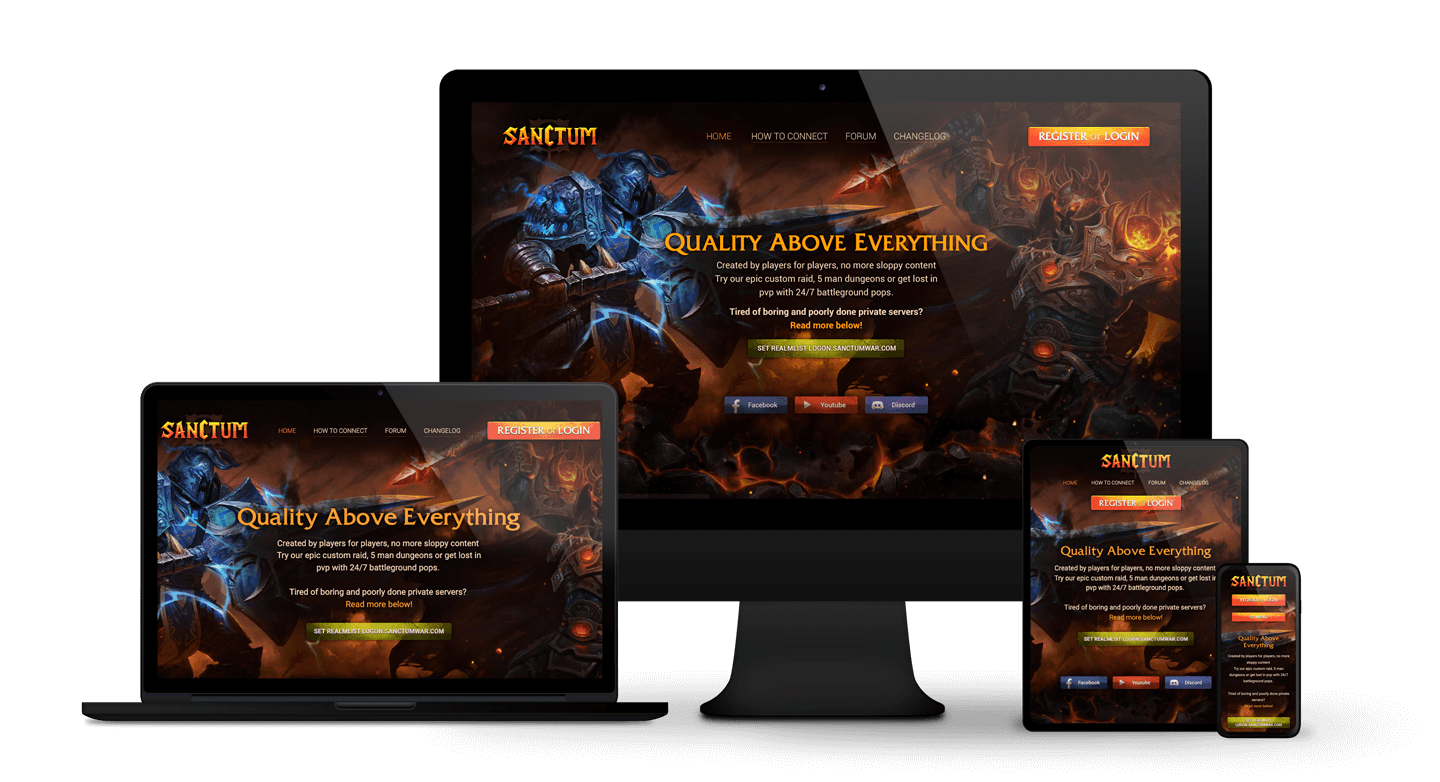 SANCTUM
HOME HOW TO CONNECT FORUM CHANGELOG
REGISTER OR LOGIN
QUALITY ABOVE EVERYTHING
Created by players for players, no more sloppy content
Try our epic custom raid, 5 man dungeons or get lost in
pvp with 24/7 battleground pops.
Tired of boring and poorly done private servers?
Read more below!
SET REALMLIST LOGON.SANCTUMWAR.COM
Facebook Youtube Discord
SANCTUM
HOME HOW TO CONNECT FORUM CHANGELOG
REGISTER OR LOGIN
Quality Above Everything
Created by players for players, no more sloppy content
Try our epic custom raid, 5 man dungeons or get lost in
pvp with 24/7 battleground pops.
Tired of boring and poorly done private servers?
Read more below!
SET REALMLIST LOGON.SANCTUMWAR.COM
SANCTUM
HOME HOW TO CONNECT FORUM CHANGELOG
REGISTER OR LOGIN
Quality Above Everything
Created by players for players, no more sloppy content
Try our epic custom raid, 5 man dungeons or get lost in
pvp with 24/7 battleground pops.
Tired of boring and poorly done private servers?
Read more below!
SET REALMLIST LOGON.SANCTUMWAR.COM
Facebook Youtube Discord
SANCTUM
REGISTER OR LOGIN
Quality Above
Everything
Created by players for players, no more
sloppy content
Try our epic custom raid, 5 man
dungeons or get lost in pvp with 24/7
battleground pops.
Tired of boring and poorly done private
servers?
Read more below!
LOGON.SANCTUMWAR.COM